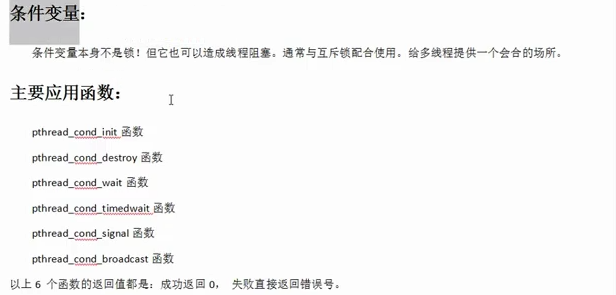 条件变量：
条件变量本身不是锁！但它也可以造成线程阻塞。通常与互斥锁配合使用。给多线程提供一个会合的场所。
主要应用函数：
pthread_cond_init 函数
pthread_cond_destroy 函数
pthread_cond_wait 函数
pthread_cond_timedwait 函数
pthread_cond_signal 函数
pthread_cond_broadcast 函数
以上 6 个函数的返回值都是：成功返回 0， 失败直接返回错误号。